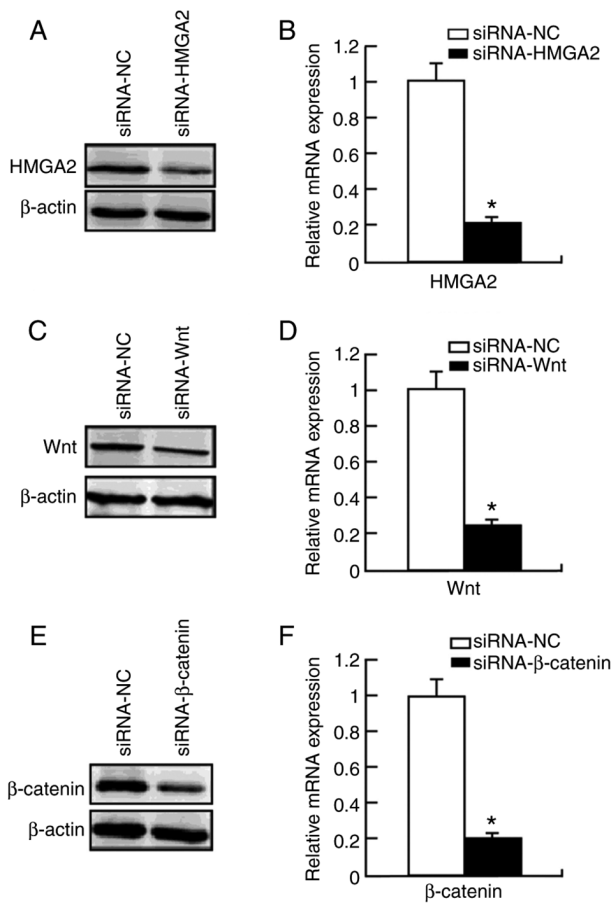 A
siRNA-NC
siRNA-HMGA2
HMGA2
β-actin
B
siRNA-NC
siRNA-HMGA2
Relative mRNA expression
1.2
1
0.8
0.6
0.4
0.2
0
*
HMGA2
C
siRNA-NC
siRNA-Wnt
Wnt
β-actin
D
siRNA-NC
siRNA-Wnt
Relative mRNA expression
1.2
1
0.8
0.6
0.4
0.2
0
*
Wnt
E
siRNA-NC
siRNA-β-catenin
β-catenin
β-actin
F
siRNA-NC
siRNA-β-catenin
Relative mRNA expression
1.2
1
0.8
0.6
0.4
0.2
0
*
β-catenin